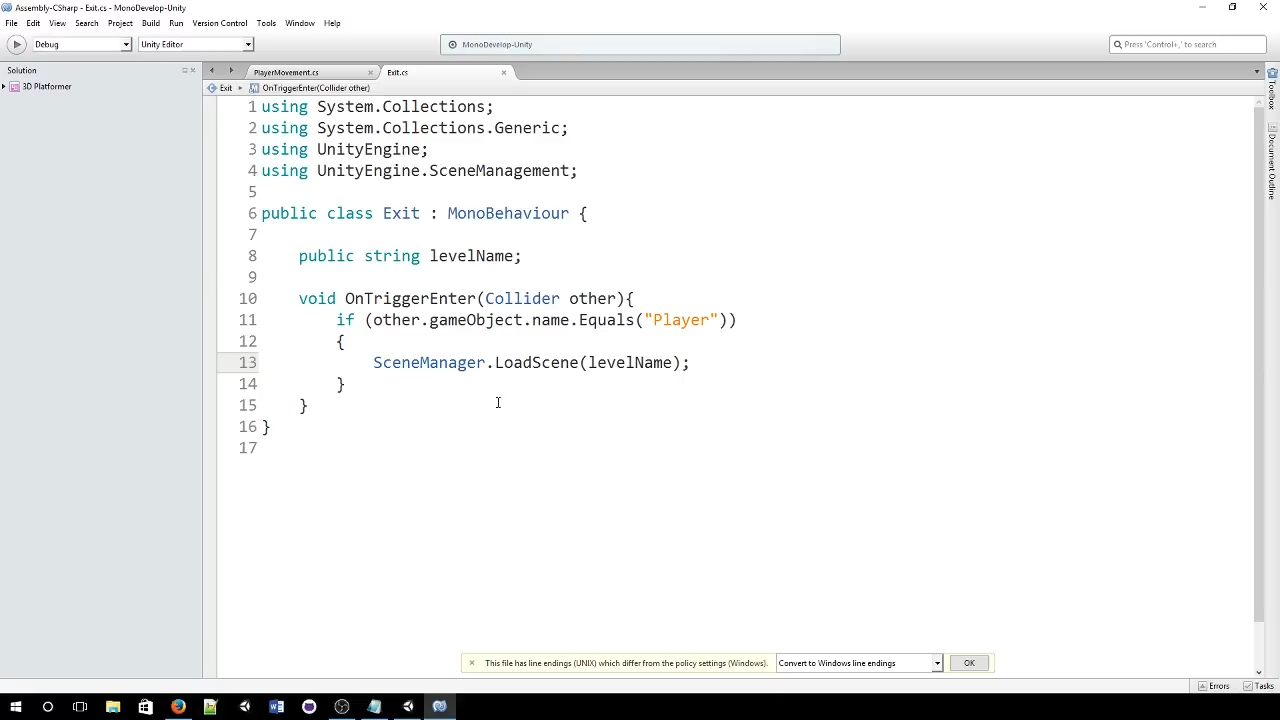 Assembly-CSharp - Exit.cs - MonoDevelop-Unity
File Edit View Search Project Build Run Version Control Tools Window Help
Debug Unity Editor MonoDevelop-Unity Press 'Control+,' to search
Solution
3D Platformer
PlayerMovement.cs Exit.cs
Exit OnTriggerEnter(Collider other)
1 using System.Collections;
2 using System.Collections.Generic;
3 using UnityEngine;
4 using UnityEngine.SceneManagement;
5
6 public class Exit : MonoBehaviour {
7
8 public string levelName;
9
10 void OnTriggerEnter(Collider other){
11 if (other.gameObject.name.Equals("Player"))
12 {
13 SceneManager.LoadScene(levelName);
14 }
15 }
16 }
17
Toolbox
Document Outline
This file has line endings (UNIX) which differ from the policy settings (Windows). Convert to Windows line endings OK
Errors Tasks